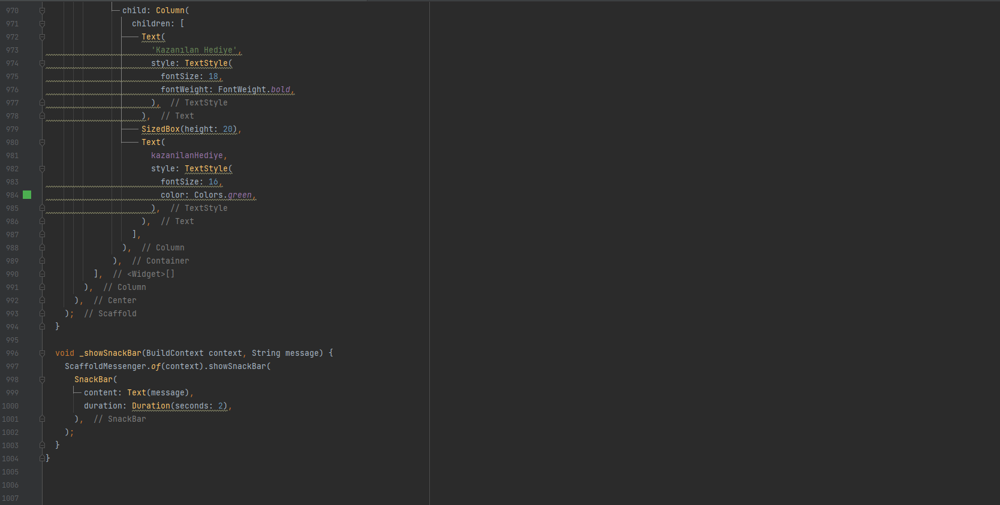 970 child: Column(
971 children: [
972 Text(
973 'Kazanılan Hediye',
974 style: TextStyle(
975 fontSize: 18,
976 fontWeight: FontWeight.bold,
977 ), // TextStyle
978 ), // Text
979 SizedBox(height: 20),
980 Text(
981 kazanilanHediye,
982 style: TextStyle(
983 fontSize: 16,
984 color: Colors.green,
985 ), // TextStyle
986 ), // Text
987 ],
988 ), // Column
989 ), // Container
990 ], // <Widget>[]
991 ), // Column
992 ), // Center
993 ); // Scaffold
994 }
995
996 void _showSnackBar(BuildContext context, String message) {
997 ScaffoldMessenger.of(context).showSnackBar(
998 SnackBar(
999 content: Text(message),
1000 duration: Duration(seconds: 2),
1001 ), // SnackBar
1002 );
1003 }
1004 }
1005
1006
1007